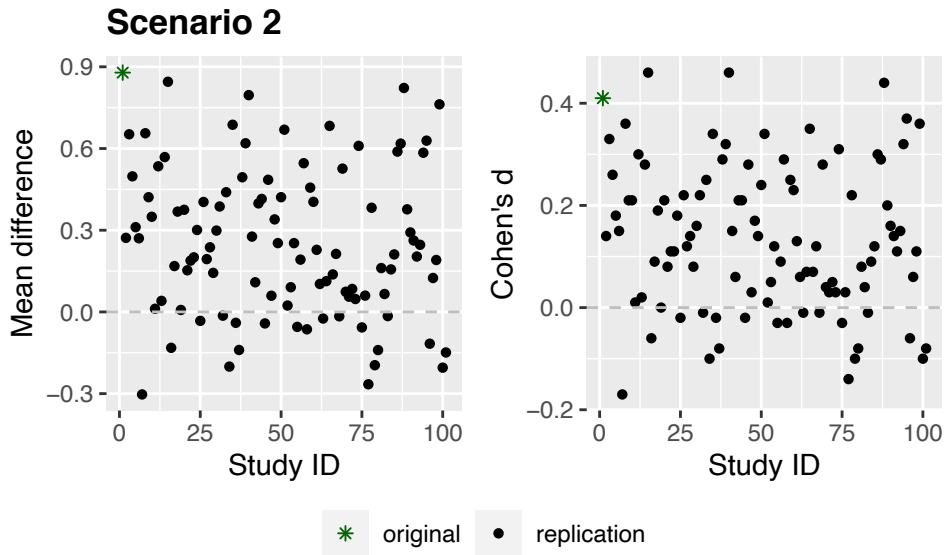 Scenario 2
Mean difference
0.9
0.6
0.3
0.0
−0.3
0 25 50 75 100
Study ID
Cohen's d
0.4
0.2
0.0
−0.2
0 25 50 75 100
Study ID
original replication